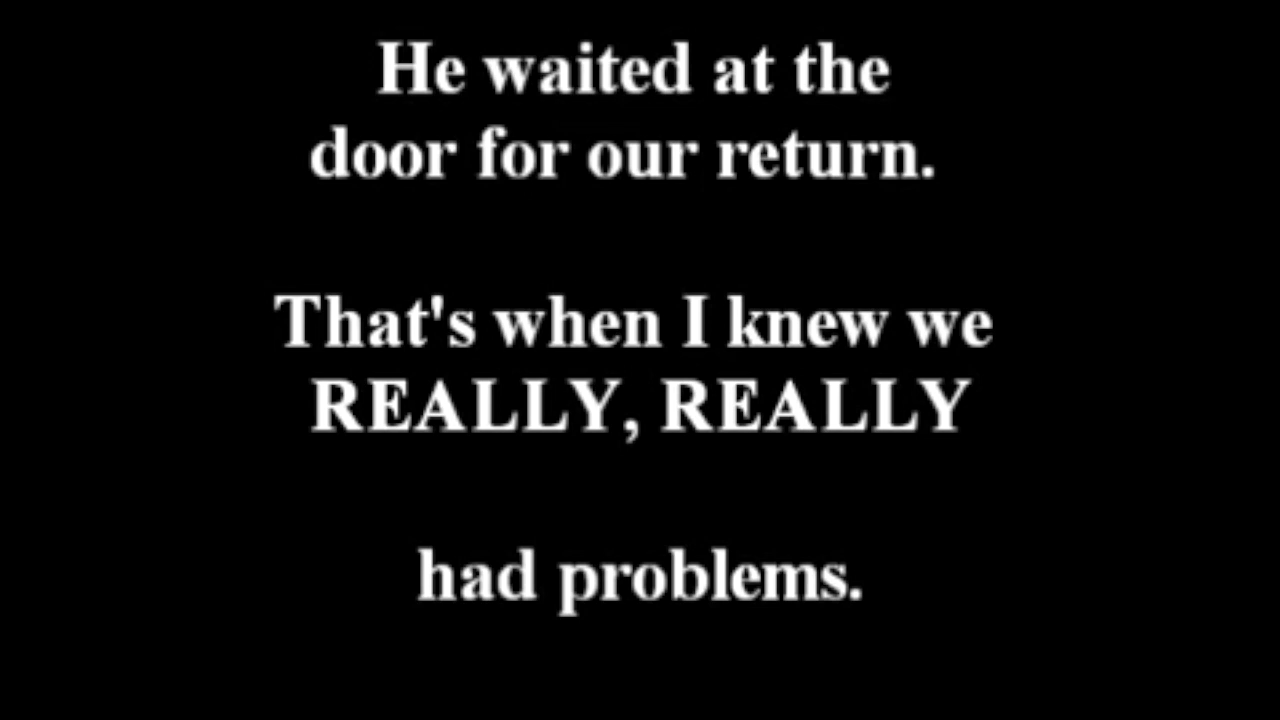 He waited at the
door for our return.
That's when I knew we
REALLY, REALLY
had problems.